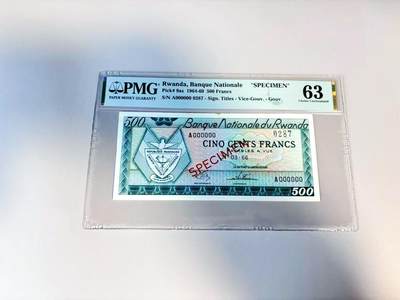 PMG
PAPER MONEY GUARANTY
Rwanda, Banque Nationale "SPECIMEN"
Pick# 9as 1964-69 500 Francs
S/N A000000 0287 - Sign. Titles - Vice-Gouv. - Gouv.
63
Choice Uncirculated
500
Banque Nationale du Rwanda
A000000
0287
CINQ CENTS FRANCS
PAYABLES A VUE
SPECIMEN
A000000
500